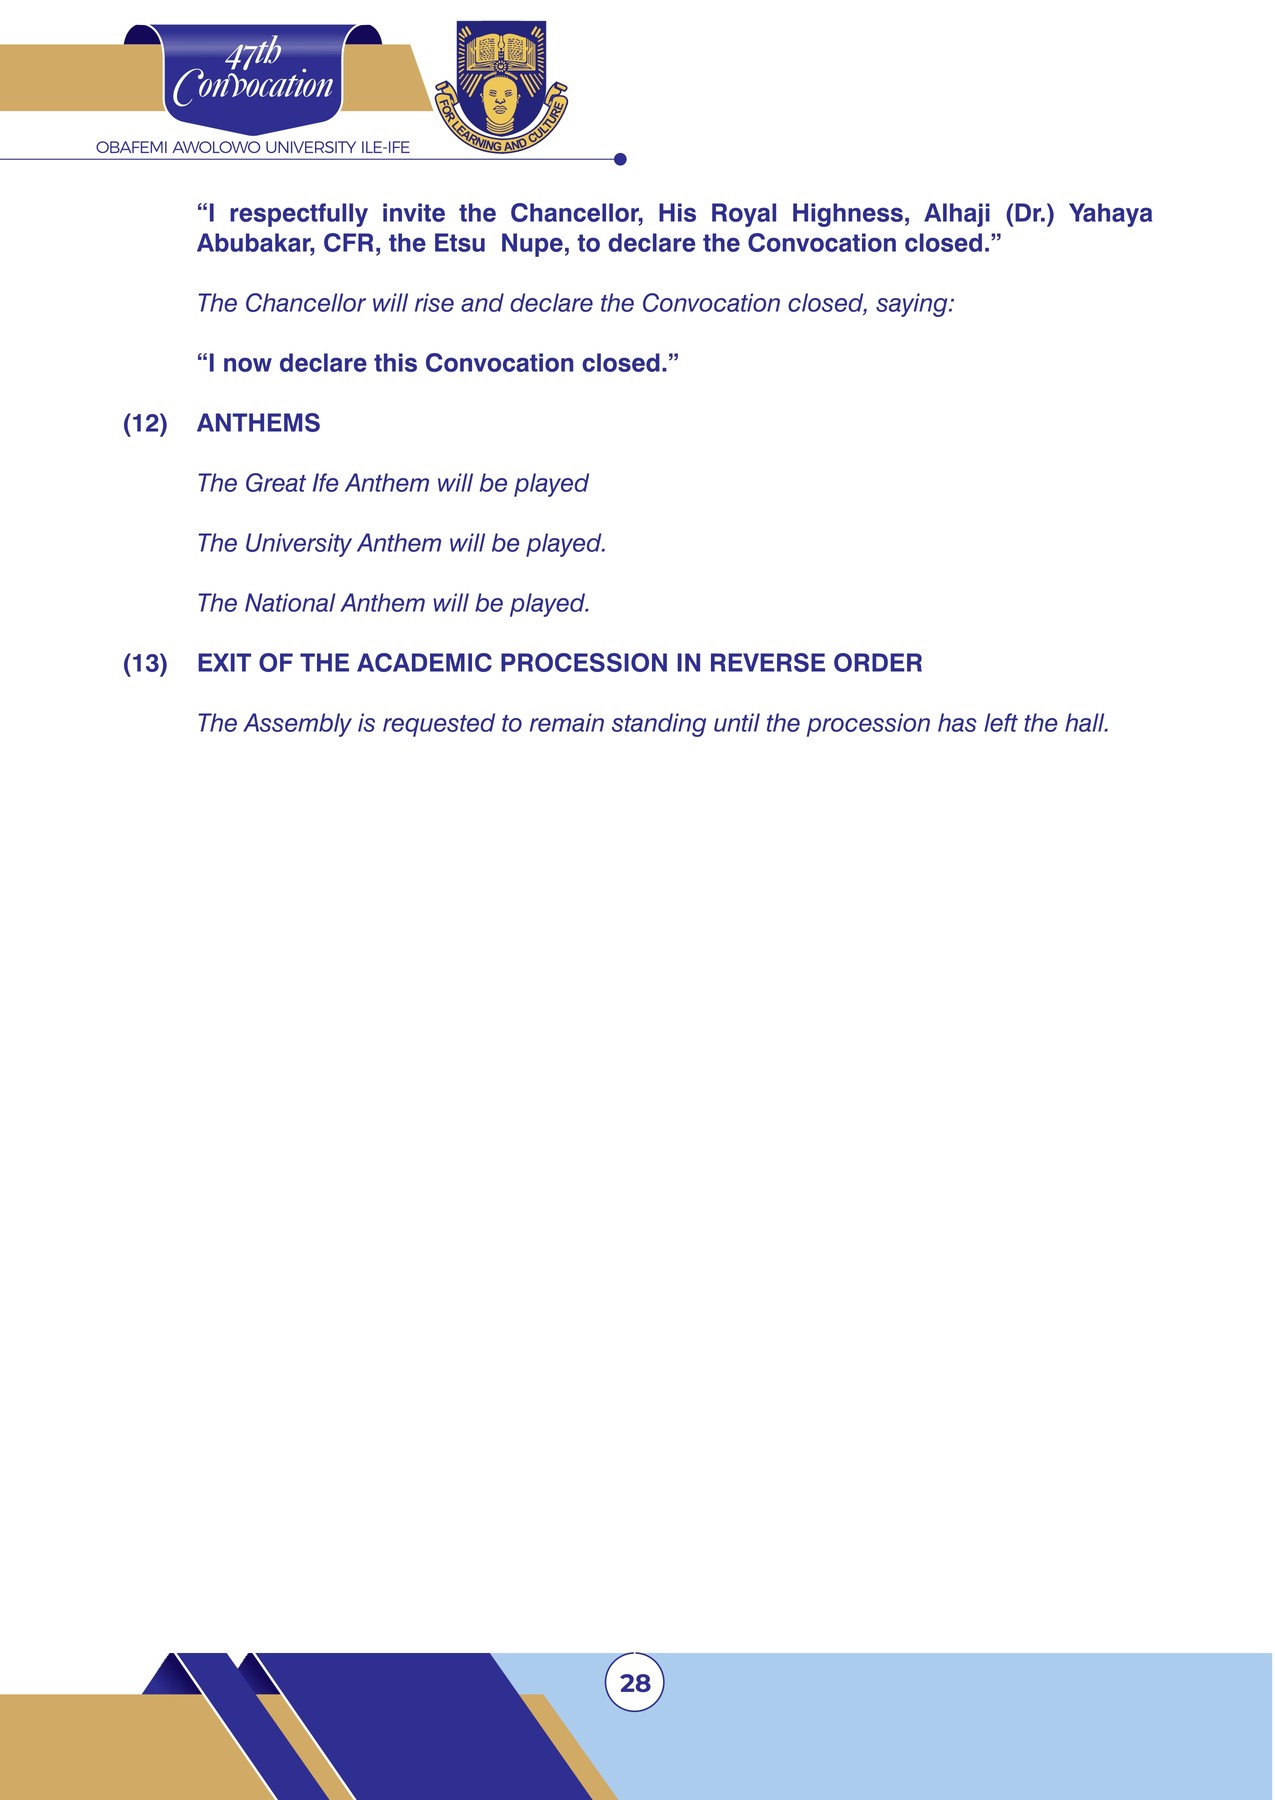 47th
Convocation
FOR LEARNING AND CULTURE
OBAFEMI AWOLOWO UNIVERSITY ILE-IFE
“I respectfully invite the Chancellor, His Royal Highness, Alhaji (Dr.) Yahaya
Abubakar, CFR, the Etsu  Nupe, to declare the Convocation closed.”
The Chancellor will rise and declare the Convocation closed, saying:
“I now declare this Convocation closed.”
(12) ANTHEMS
The Great Ife Anthem will be played
The University Anthem will be played.
The National Anthem will be played.
(13) EXIT OF THE ACADEMIC PROCESSION IN REVERSE ORDER
The Assembly is requested to remain standing until the procession has left the hall.
28